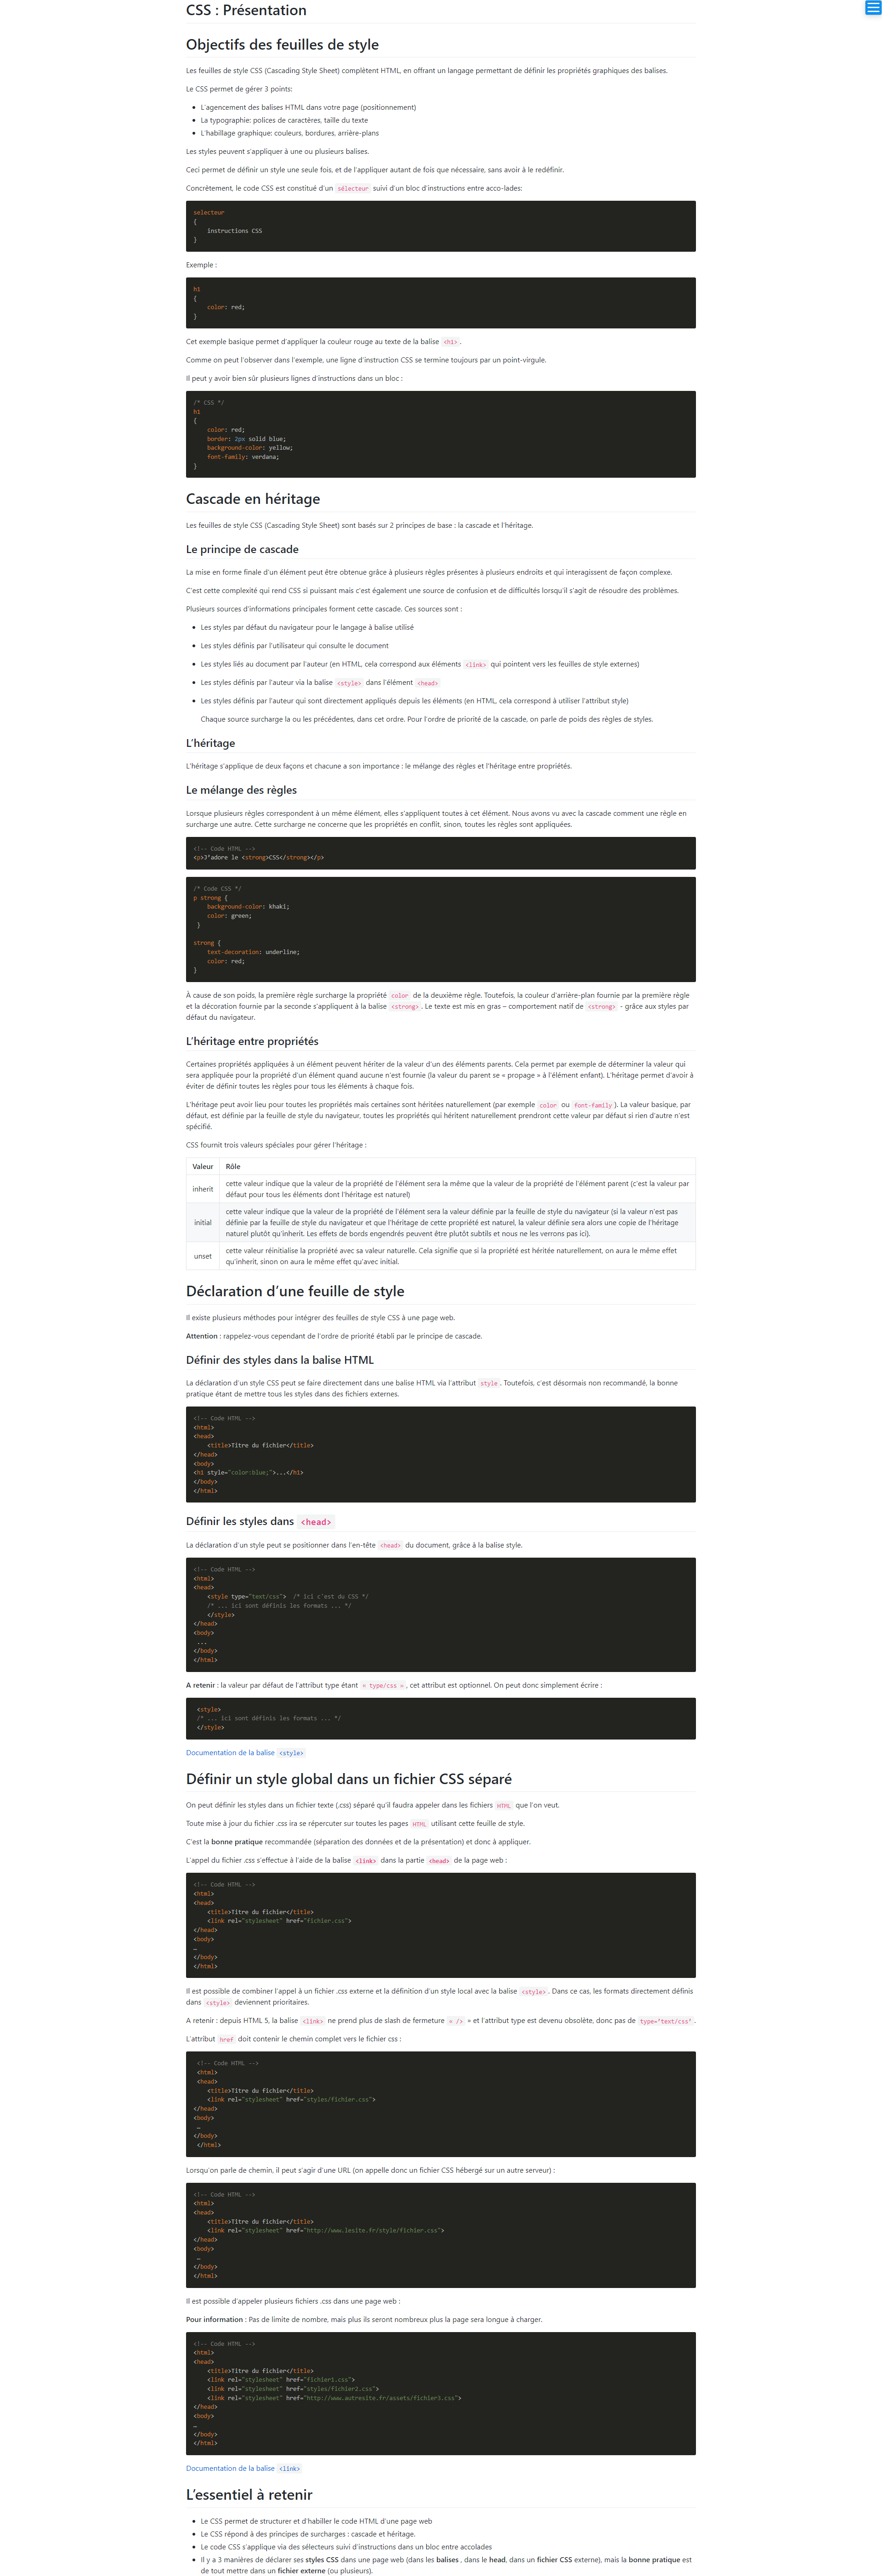 CSS : Présentation
Objectifs des feuilles de style
Les feuilles de style CSS (Cascading Style Sheet) complètent HTML, en offrant un langage permettant de définir les propriétés graphiques des balises.
Le CSS permet de gérer 3 points:
L'agencement des balises HTML dans votre page (positionnement)
La typographie: polices de caractères, taille du texte
L'habillage graphique: couleurs, bordures, arrière-plans
Les styles peuvent s'appliquer à une ou plusieurs balises.
Ceci permet de définir un style une seule fois, et de l'appliquer autant de fois que nécessaire, sans avoir à le redéfinir.
Concrètement, le code CSS est constitué d'un sélecteur suivi d'un bloc d'instructions entre acco-lades:
selecteur
{
instructions CSS
}
Exemple :
h1
{
color: red;
}
Cet exemple basique permet d'appliquer la couleur rouge au texte de la balise <h1>.
Comme on peut l'observer dans l'exemple, une ligne d'instruction CSS se termine toujours par un point-virgule.
Il peut y avoir bien sûr plusieurs lignes d'instructions dans un bloc :
/* CSS */
h1
{
color: red;
border: 2px solid blue;
background-color: yellow;
font-family: verdana;
}
Cascade en héritage
Les feuilles de style CSS (Cascading Style Sheet) sont basés sur 2 principes de base : la cascade et l'héritage.
Le principe de cascade
La mise en forme finale d'un élément peut être obtenue grâce à plusieurs règles présentes à plusieurs endroits et qui interagissent de façon complexe.
C'est cette complexité qui rend CSS si puissant mais c'est également une source de confusion et de difficultés lorsqu'il s'agit de résoudre des problèmes.
Plusieurs sources d'informations principales forment cette cascade. Ces sources sont :
Les styles par défaut du navigateur pour le langage à balise utilisé
Les styles définis par l'utilisateur qui consulte le document
Les styles liés au document par l'auteur (en HTML, cela correspond aux éléments <link> qui pointent vers les feuilles de style externes)
Les styles définis par l'auteur via la balise <style> dans l'élément <head>
Les styles définis par l'auteur qui sont directement appliqués depuis les éléments (en HTML, cela correspond à utiliser l'attribut style)
Chaque source surcharge la ou les précédentes, dans cet ordre. Pour l'ordre de priorité de la cascade, on parle de poids des règles de styles.
L'héritage
L'héritage s'applique de deux façons et chacune a son importance : le mélange des règles et l'héritage entre propriétés.
Le mélange des règles
Lorsque plusieurs règles correspondent à un même élément, elles s'appliquent toutes à cet élément. Nous avons vu avec la cascade comment une règle en
surcharge une autre. Cette surcharge ne concerne que les propriétés en conflit, sinon, toutes les règles sont appliquées.
<!-- Code HTML -->
<p>J'adore le <strong>CSS</strong></p>
/* Code CSS */
p strong {
background-color: khaki;
color: green;
}
strong {
text-decoration: underline;
color: red;
}
À cause de son poids, la première règle surcharge la propriété color de la deuxième règle. Toutefois, la couleur d'arrière-plan fournie par la première règle
et la décoration fournie par la seconde s'appliquent à la balise <strong>. Le texte est mis en gras – comportement natif de <strong> - grâce aux styles par
défaut du navigateur.
L'héritage entre propriétés
Certaines propriétés appliquées à un élément peuvent hériter de la valeur d'un des éléments parents. Cela permet par exemple de déterminer la valeur qui
sera appliquée pour la propriété d'un élément quand aucune n'est fournie (la valeur du parent se « propage » à l'élément enfant). L'héritage permet d'avoir à
éviter de définir toutes les règles pour tous les éléments à chaque fois.
L'héritage peut avoir lieu pour toutes les propriétés mais certaines sont héritées naturellement (par exemple color ou font-family). La valeur basique, par
défaut, est définie par la feuille de style du navigateur, toutes les propriétés qui héritent naturellement prendront cette valeur par défaut si rien d'autre n'est
spécifié.
CSS fournit trois valeurs spéciales pour gérer l'héritage :
Valeur Rôle
inherit cette valeur indique que la valeur de la propriété de l'élément sera la même que la valeur de la propriété de l'élément parent (c'est la valeur par
défaut pour tous les éléments dont l'héritage est naturel)
initial cette valeur indique que la valeur de la propriété de l'élément sera la valeur définie par la feuille de style du navigateur (si la valeur n'est pas
définie par la feuille de style du navigateur et que l'héritage de cette propriété est naturel, la valeur définie sera alors une copie de l'héritage
naturel plutôt qu'inherit. Les effets de bords engendrés peuvent être plutôt subtils et nous ne les verrons pas ici).
unset cette valeur réinitialise la propriété avec sa valeur naturelle. Cela signifie que si la propriété est héritée naturellement, on aura le même effet
qu'inherit, sinon on aura le même effet qu'avec initial.
Déclaration d'une feuille de style
Il existe plusieurs méthodes pour intégrer des feuilles de style CSS à une page web.
Attention : rappelez-vous cependant de l'ordre de priorité établi par le principe de cascade.
Définir des styles dans la balise HTML
La déclaration d'un style CSS peut se faire directement dans une balise HTML via l'attribut style. Toutefois, c'est désormais non recommandé, la bonne
pratique étant de mettre tous les styles dans des fichiers externes.
<!-- Code HTML -->
<html>
<head>
<title>Titre du fichier</title>
</head>
<body>
<h1 style="color:blue;">...</h1>
</body>
</html>
Définir les styles dans <head>
La déclaration d'un style peut se positionner dans l'en-tête <head> du document, grâce à la balise style.
<!-- Code HTML -->
<html>
<head>
<style type="text/css"> /* ici c'est du CSS */
/* ... ici sont définis les formats ... */
</style>
</head>
<body>
...
</body>
</html>
A retenir : la valeur par défaut de l'attribut type étant « type/css », cet attribut est optionnel. On peut donc simplement écrire :
<style>
/* ... ici sont définis les formats ... */
</style>
Documentation de la balise <style>
Définir un style global dans un fichier CSS séparé
On peut définir les styles dans un fichier texte (.css) séparé qu'il faudra appeler dans les fichiers HTML que l'on veut.
Toute mise à jour du fichier .css ira se répercuter sur toutes les pages HTML utilisant cette feuille de style.
C'est la bonne pratique recommandée (séparation des données et de la présentation) et donc à appliquer.
L'appel du fichier .css s'effectue à l'aide de la balise <link> dans la partie <head> de la page web :
<!-- Code HTML -->
<html>
<head>
<title>Titre du fichier</title>
<link rel="stylesheet" href="fichier.css">
</head>
<body>
…
</body>
</html>
Il est possible de combiner l'appel à un fichier .css externe et la définition d'un style local avec la balise <style>. Dans ce cas, les formats directement définis
dans <style> deviennent prioritaires.
A retenir : depuis HTML 5, la balise <link> ne prend plus de slash de fermeture « /> » et l'attribut type est devenu obsolète, donc pas de type="text/css".
L'attribut href doit contenir le chemin complet vers le fichier css :
<!-- Code HTML -->
<html>
<head>
<title>Titre du fichier</title>
<link rel="stylesheet" href="styles/fichier.css">
</head>
<body>
…
</body>
</html>
Lorsqu'on parle de chemin, il peut s'agir d'une URL (on appelle donc un fichier CSS hébergé sur un autre serveur) :
<!-- Code HTML -->
<html>
<head>
<title>Titre du fichier</title>
<link rel="stylesheet" href="http://www.lesite.fr/style/fichier.css">
</head>
<body>
…
</body>
</html>
Il est possible d'appeler plusieurs fichiers .css dans une page web :
Pour information : Pas de limite de nombre, mais plus ils seront nombreux plus la page sera longue à charger.
<!-- Code HTML -->
<html>
<head>
<title>Titre du fichier</title>
<link rel="stylesheet" href="fichier1.css">
<link rel="stylesheet" href="styles/fichier2.css">
<link rel="stylesheet" href="http://www.autresite.fr/assets/fichier3.css">
</head>
<body>
…
</body>
</html>
Documentation de la balise <link>
L'essentiel à retenir
Le CSS permet de structurer et d'habiller le code HTML d'une page web
Le CSS répond à des principes de surcharges : cascade et héritage.
Le code CSS s'applique via des sélecteurs suivi d'instructions dans un bloc entre accolades
Il y a 3 manières de déclarer ses styles CSS dans une page web (dans les balises , dans le head, dans un fichier CSS externe), mais la bonne pratique est
de tout mettre dans un fichier externe (ou plusieurs).